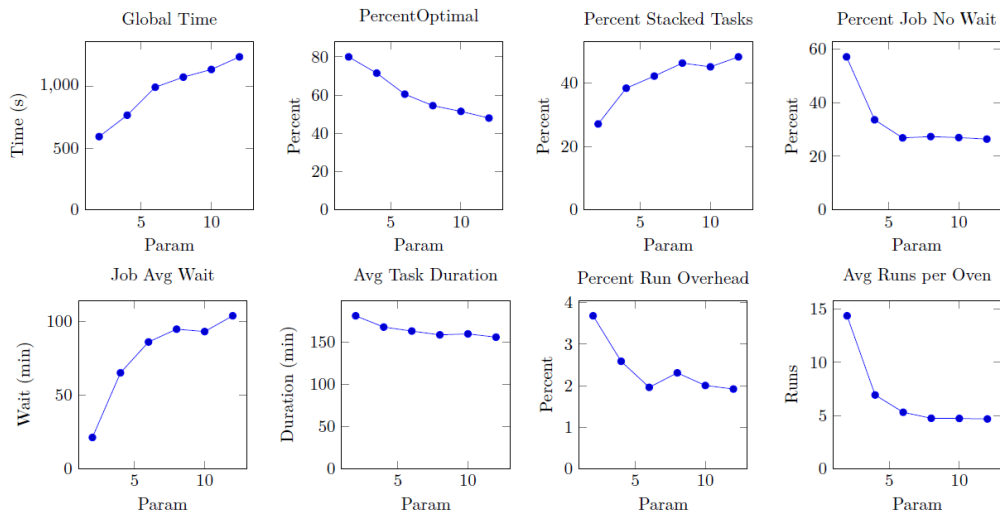 Global Time
1,000
500
0
5
10
Time (s)
Param
PercentOptimal
80
60
40
20
0
5
10
Percent
Param
Percent Stacked Tasks
40
20
0
5
10
Percent
Param
Percent Job No Wait
60
40
20
0
5
10
Percent
Param
Job Avg Wait
100
50
0
5
10
Wait (min)
Param
Avg Task Duration
150
100
50
0
5
10
Duration (min)
Param
Percent Run Overhead
4
3
2
1
0
5
10
Percent
Param
Avg Runs per Oven
15
10
5
0
5
10
Runs
Param